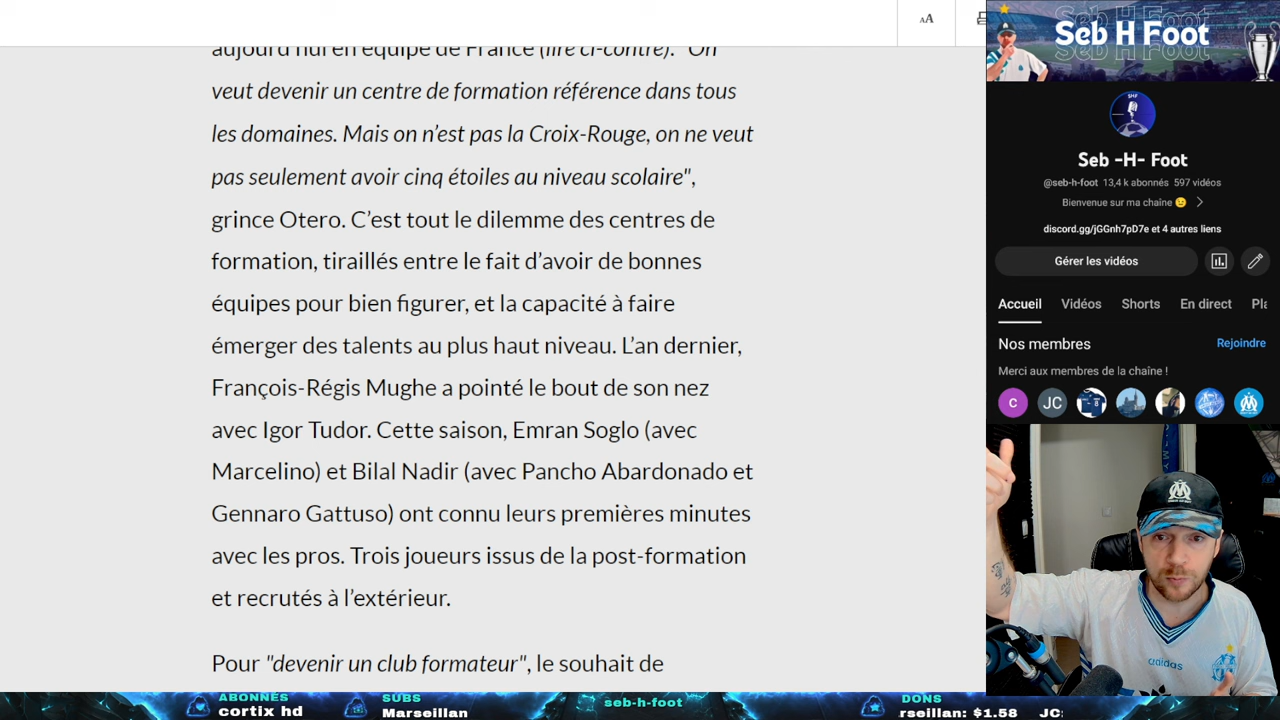 aujourd'hui en équipe de France (lire ci-contre). "On
veut devenir un centre de formation référence dans tous
les domaines. Mais on n’est pas la Croix-Rouge, on ne veut
pas seulement avoir cinq étoiles au niveau scolaire",
grince Otero. C’est tout le dilemme des centres de
formation, tiraillés entre le fait d’avoir de bonnes
équipes pour bien figurer, et la capacité à faire
émerger des talents au plus haut niveau. L’an dernier,
François-Régis Mughe a pointé le bout de son nez
avec Igor Tudor. Cette saison, Emran Soglo (avec
Marcelino) et Bilal Nadir (avec Pancho Abardonado et
Gennaro Gattuso) ont connu leurs premières minutes
avec les pros. Trois joueurs issus de la post-formation
et recrutés à l’extérieur.
Pour "devenir un club formateur", le souhait de
AA
Seb H Foot
SHF
Seb -H- Foot
@seb-h-foot 13,4 k abonnés 597 vidéos
Bienvenue sur ma chaîne
discord.gg/jGGnh7pD7e et 4 autres liens
Gérer les vidéos
Accueil Vidéos Shorts En direct Pla
Nos membres Rejoindre
Merci aux membres de la chaîne !
C JC
adidas
ABONNÉS
cortix hd
SUBS
Marseillan
seb-h-foot
DONS
rseillan: $1.58 JC: